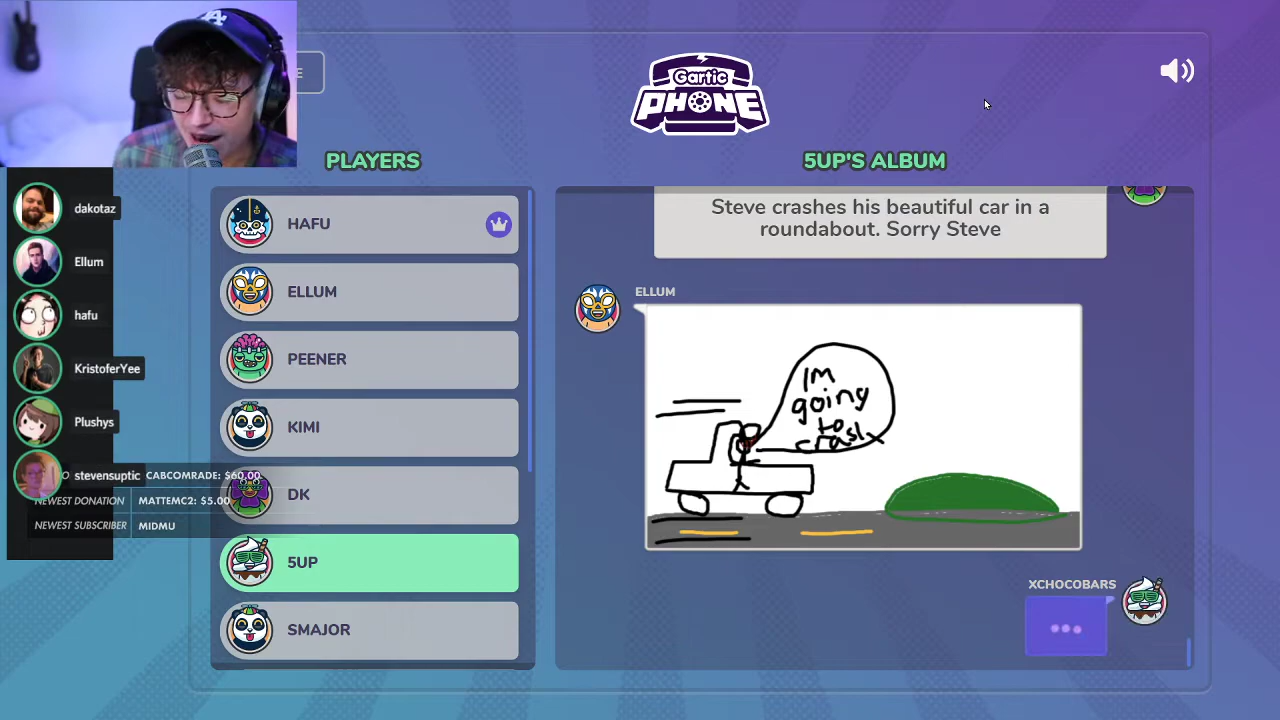 E
Gartic
PHONE
PLAYERS
5UP'S ALBUM
HAFU
ELLUM
PEENER
KIMI
DK
5UP
SMAJOR
Steve crashes his beautiful car in a
roundabout. Sorry Steve
ELLUM
Im
going
to
crash
XCHOCOBARS
dakotaz
Ellum
hafu
KristoferYee
Plushys
stevensuptic
CABCOMRADE: $60.00
NEWEST DONATION
MATTEMC2: $5.00
NEWEST SUBSCRIBER
MIDMU